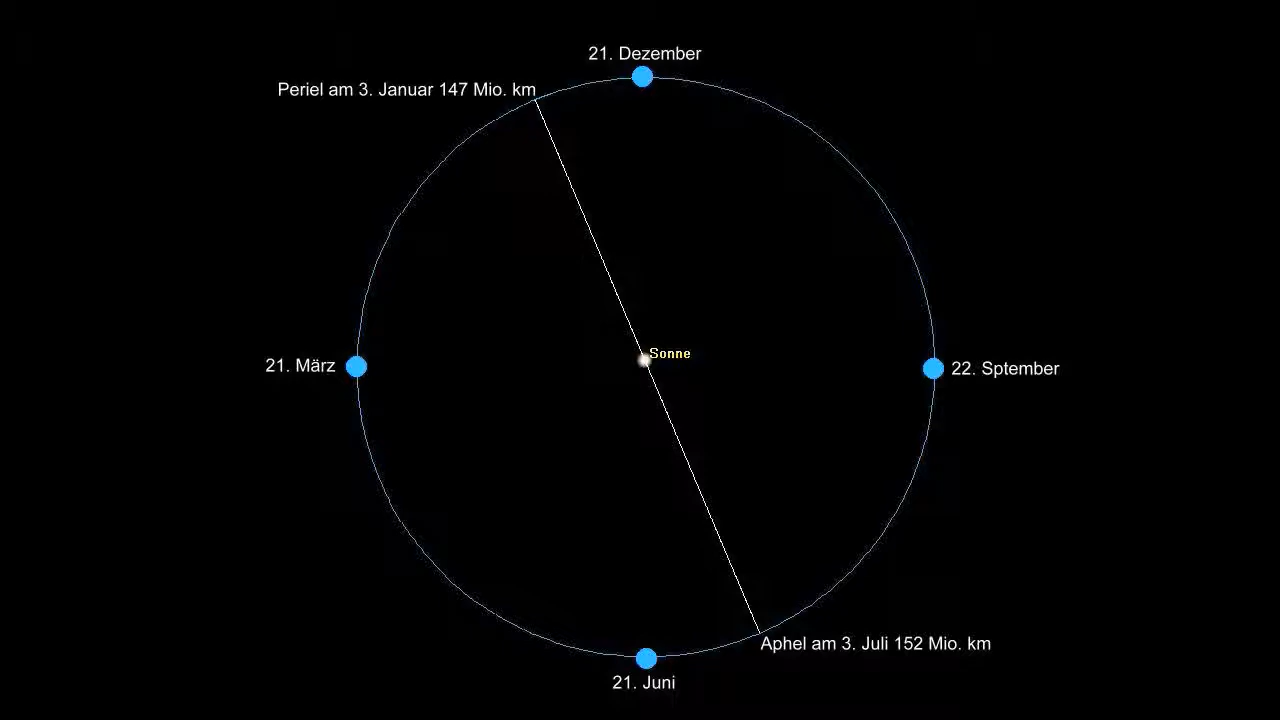 21. Dezember
Periel am 3. Januar 147 Mio. km
Sonne
21. März
22. Sptember
Aphel am 3. Juli 152 Mio. km
21. Juni